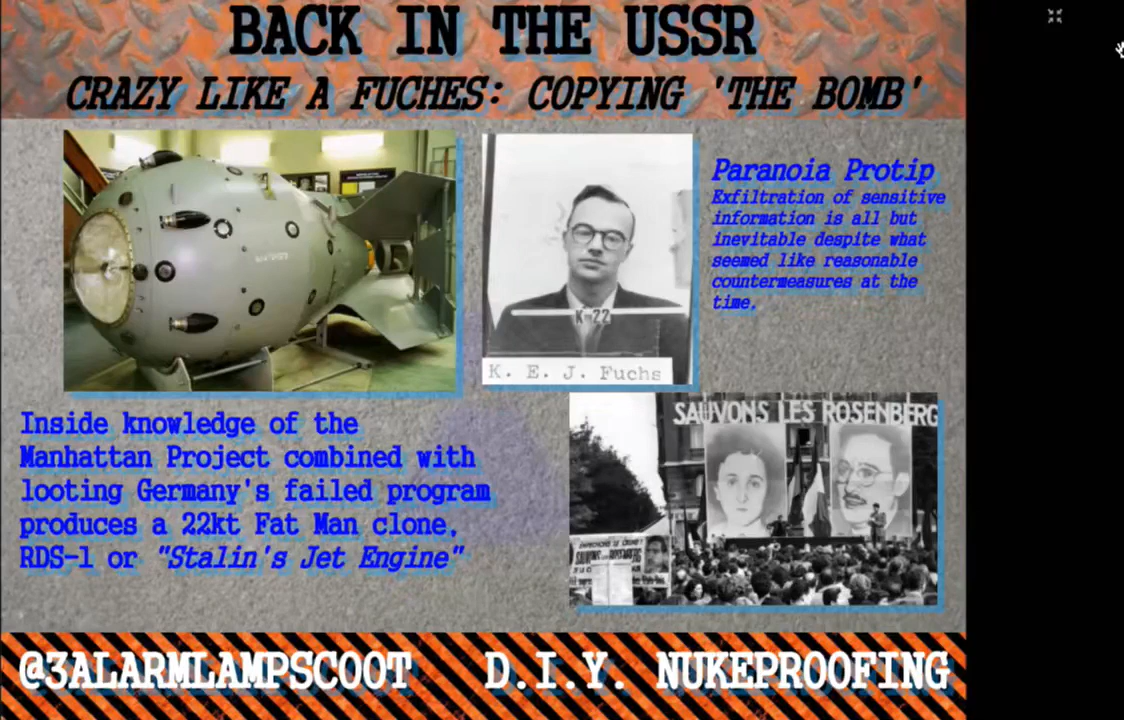 BACK IN THE USSR
CRAZY LIKE A FUCHES: COPYING 'THE BOMB'
Paranoia Protip
Exfiltration of sensitive
information is all but
inevitable despite what
seemed like reasonable
countermeasures at the
time.
K-22
K. E. J. Fuchs
Inside knowledge of the
Manhattan Project combined with
looting Germany's failed program
produces a 22kt Fat Man clone,
RDS-1 or "Stalin's Jet Engine"
SAUVONS LES ROSENBERG
@3ALARMLAMPSCOOT
D.I.Y. NUKEPROOFING